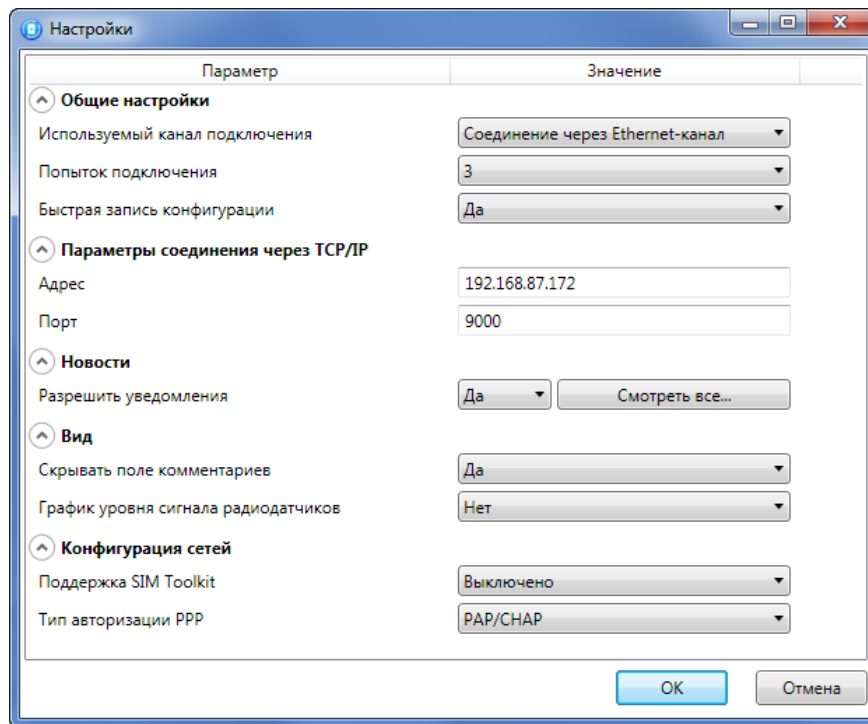 Настройки
Параметр Значение
Общие настройки
Используемый канал подключения Соединение через Ethernet-канал
Попыток подключения 3
Быстрая запись конфигурации Да
Параметры соединения через TCP/IP
Адрес 192.168.87.172
Порт 9000
Новости
Разрешить уведомления Да Смотреть все...
Вид
Скрывать поле комментариев Да
График уровня сигнала радиодатчиков Нет
Конфигурация сетей
Поддержка SIM Toolkit Выключено
Тип авторизации PPP PAP/CHAP
OK Отмена